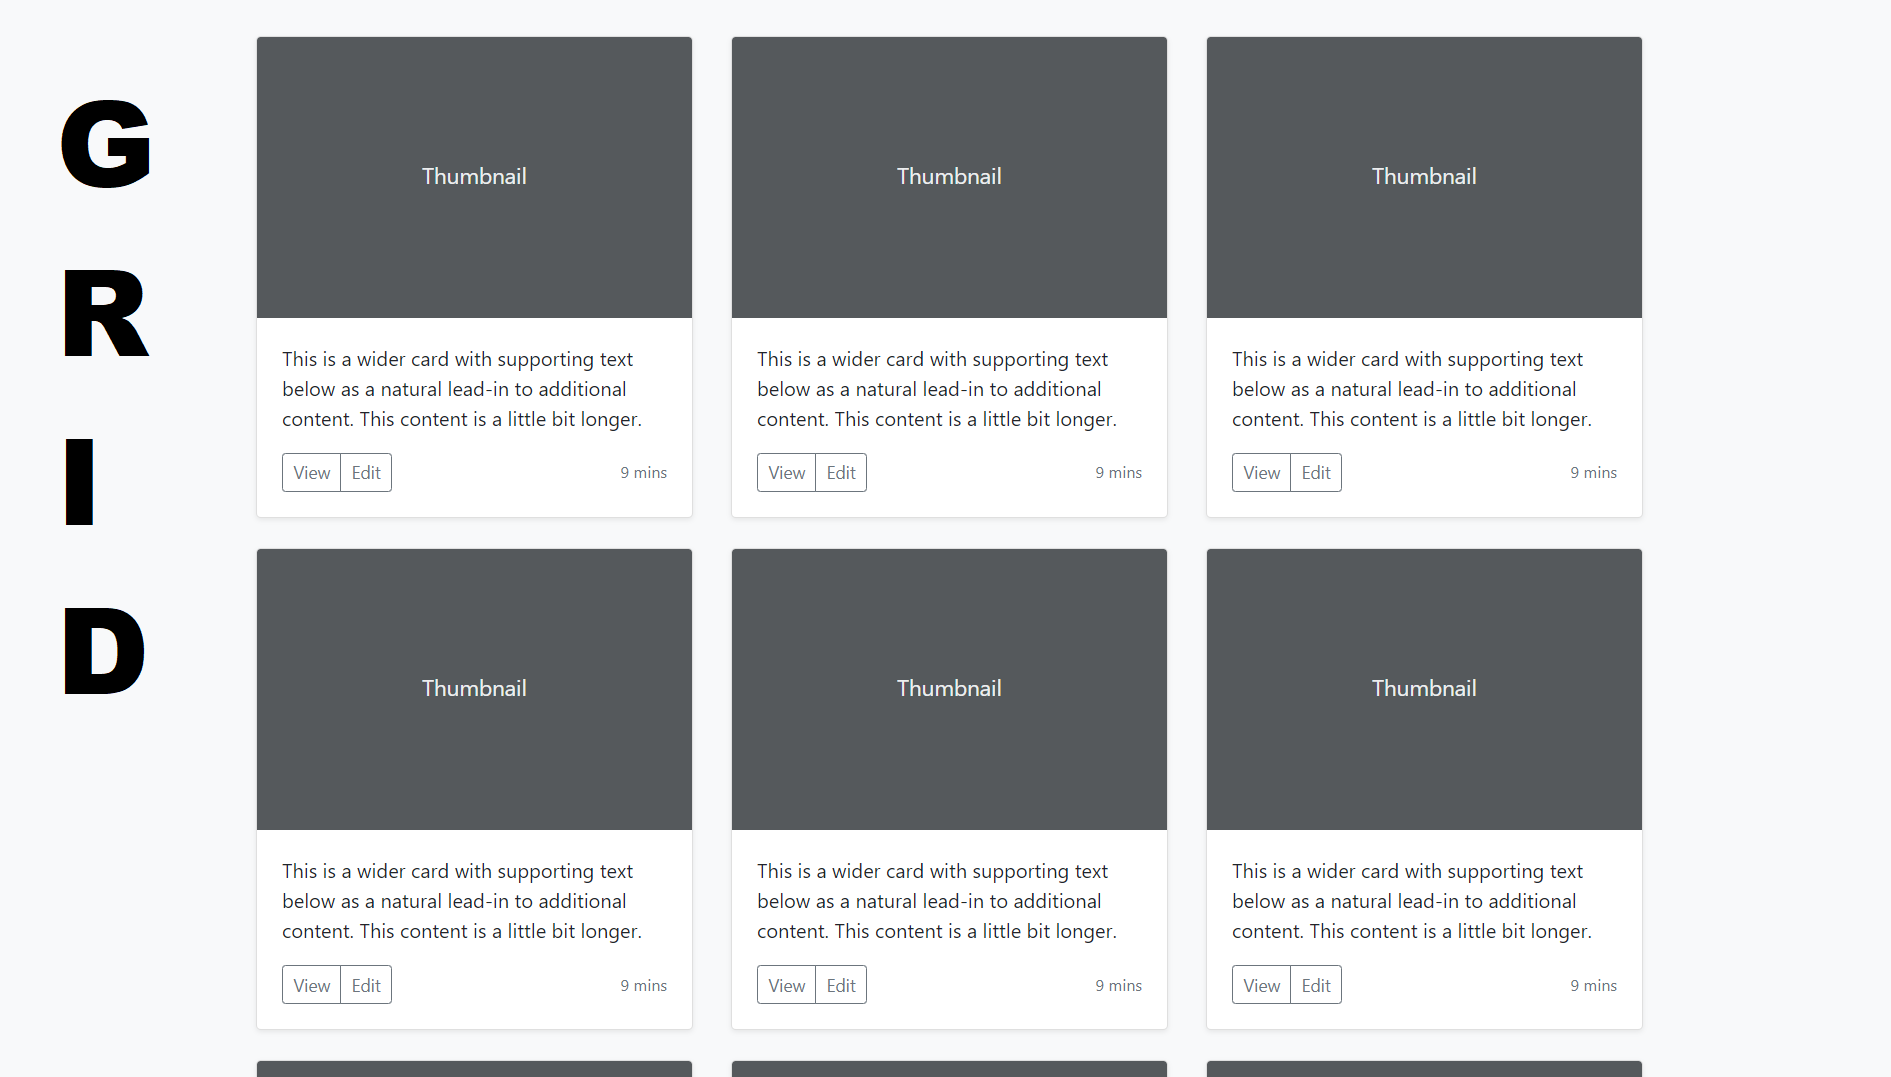 G
R
I
D
Thumbnail
This is a wider card with supporting text
below as a natural lead-in to additional
content. This content is a little bit longer.
View Edit 9 mins
Thumbnail
This is a wider card with supporting text
below as a natural lead-in to additional
content. This content is a little bit longer.
View Edit 9 mins
Thumbnail
This is a wider card with supporting text
below as a natural lead-in to additional
content. This content is a little bit longer.
View Edit 9 mins
Thumbnail
This is a wider card with supporting text
below as a natural lead-in to additional
content. This content is a little bit longer.
View Edit 9 mins
Thumbnail
This is a wider card with supporting text
below as a natural lead-in to additional
content. This content is a little bit longer.
View Edit 9 mins
Thumbnail
This is a wider card with supporting text
below as a natural lead-in to additional
content. This content is a little bit longer.
View Edit 9 mins